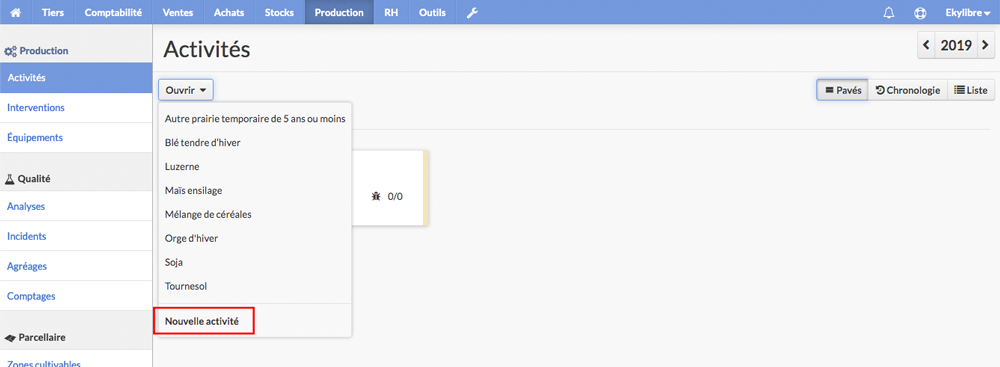 Tiers Comptabilité Ventes Achats Stocks Production RH Outils Ekylibre
Production
Activités
Interventions
Équipements
Qualité
Analyses
Incidents
Agréages
Comptages
Parcellaire
Zones cultivables
Activités
2019
Ouvrir
Pavés Chronologie Liste
Autre prairie temporaire de 5 ans ou moins
Blé tendre d'hiver
Luzerne
Maïs ensilage
Mélange de céréales
Orge d'hiver
Soja
Tournesol
Nouvelle activité
0/0